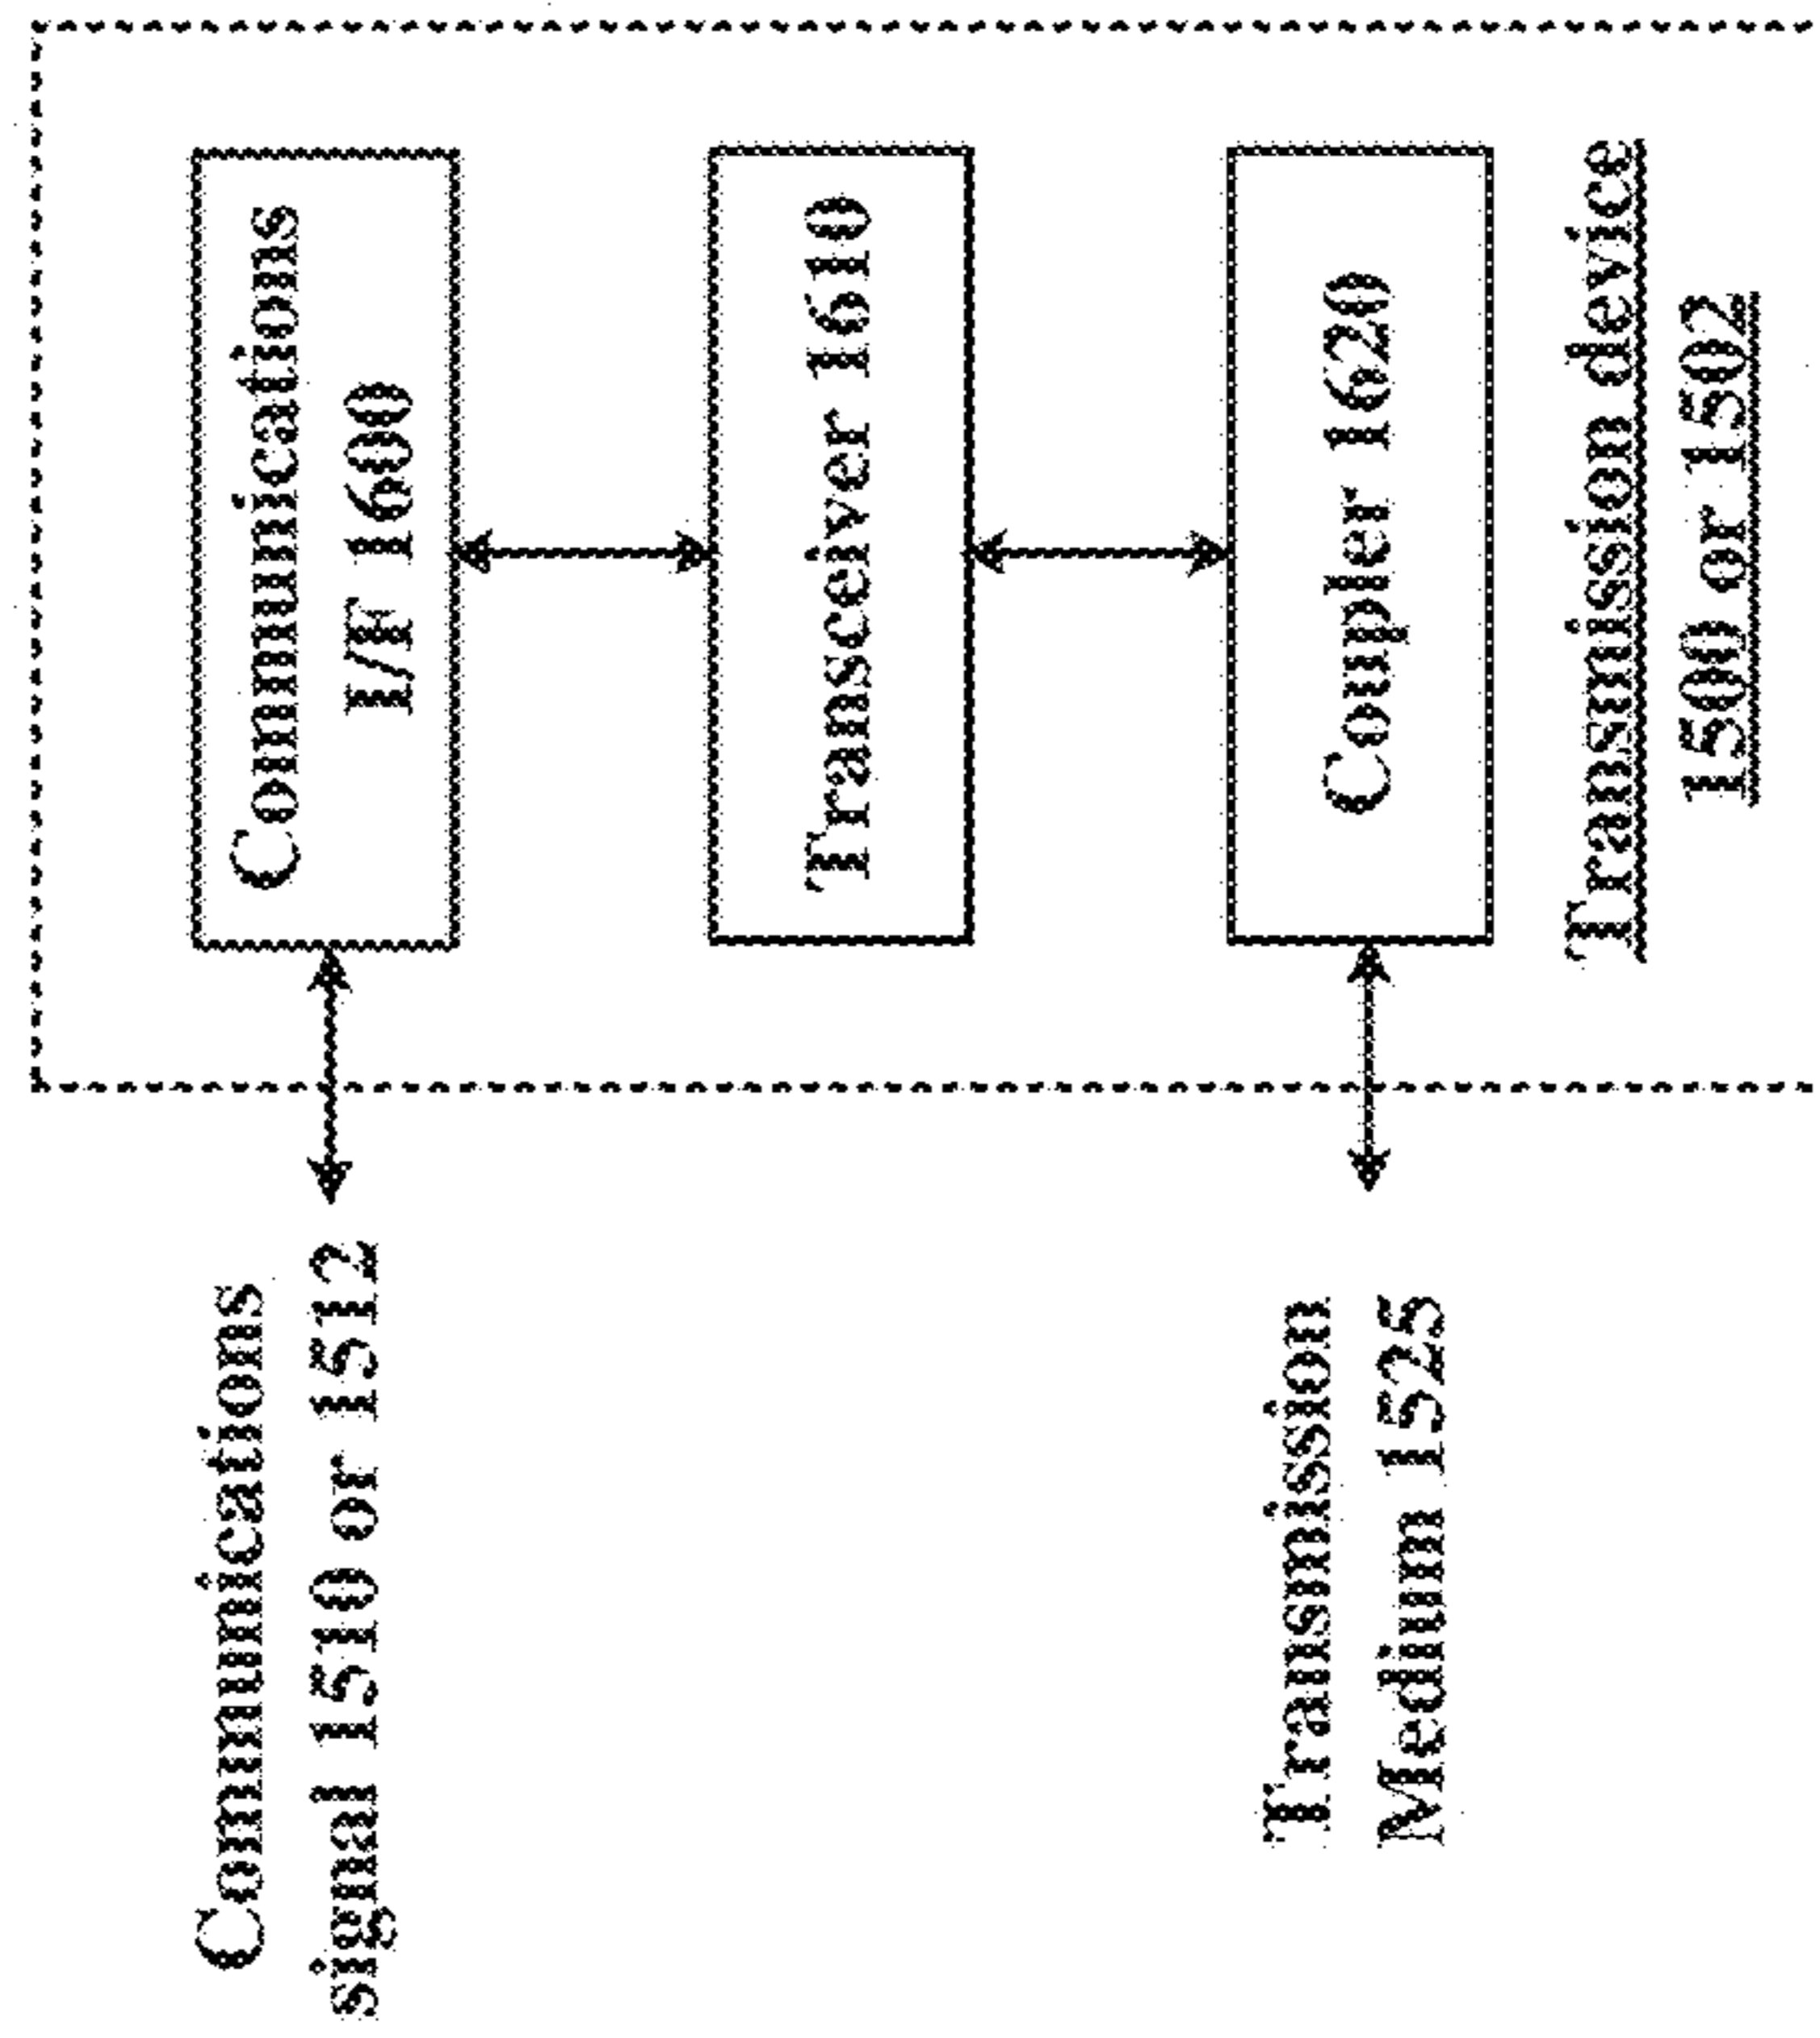 Communications
signal 1510 or 1512
Communications
I/F 1600
Transceiver 1610
Transmission
Medium 1525
Coupler 1620
Transmission device
1500 or 1502